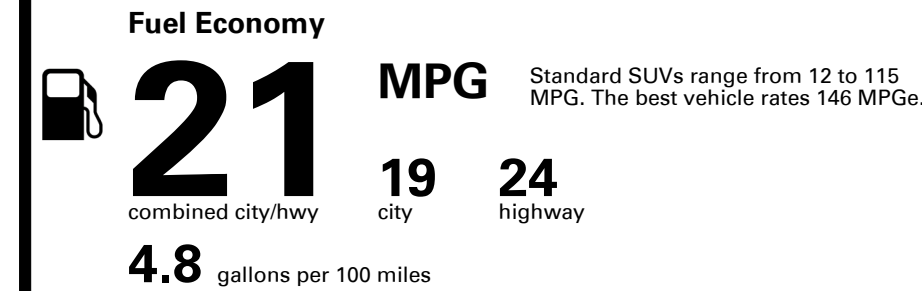 Fuel Economy
21 MPG
Standard SUVs range from 12 to 115
MPG. The best vehicle rates 146 MPGe.
19 24
combined city/hwy city highway
4.8 gallons per 100 miles